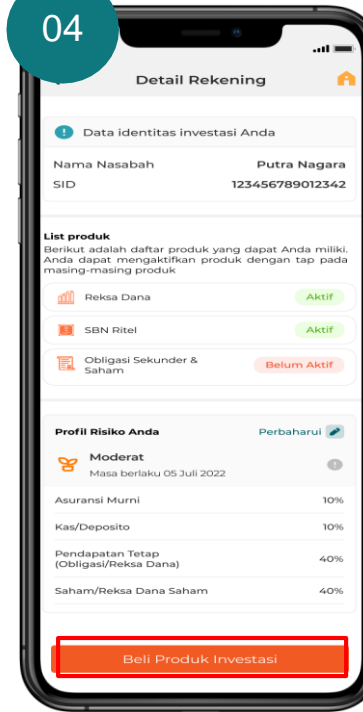 04
Detail Rekening
Data identitas investasi Anda
Nama Nasabah Putra Nagara
SID 123456789012342
List produk
Berikut adalah daftar produk yang dapat Anda miliki.
Anda dapat mengaktifkan produk dengan tap pada
masing-masing produk
Reksa Dana Aktif
SBN Ritel Aktif
Obligasi Sekunder &
Saham Belum Aktif
Profil Risiko Anda Perbaharui
Moderat
Masa berlaku 05 Juli 2022
Asuransi Murni 10%
Kas/Deposito 10%
Pendapatan Tetap
(Obligasi/Reksa Dana) 40%
Saham/Reksa Dana Saham 40%
Beli Produk Investasi